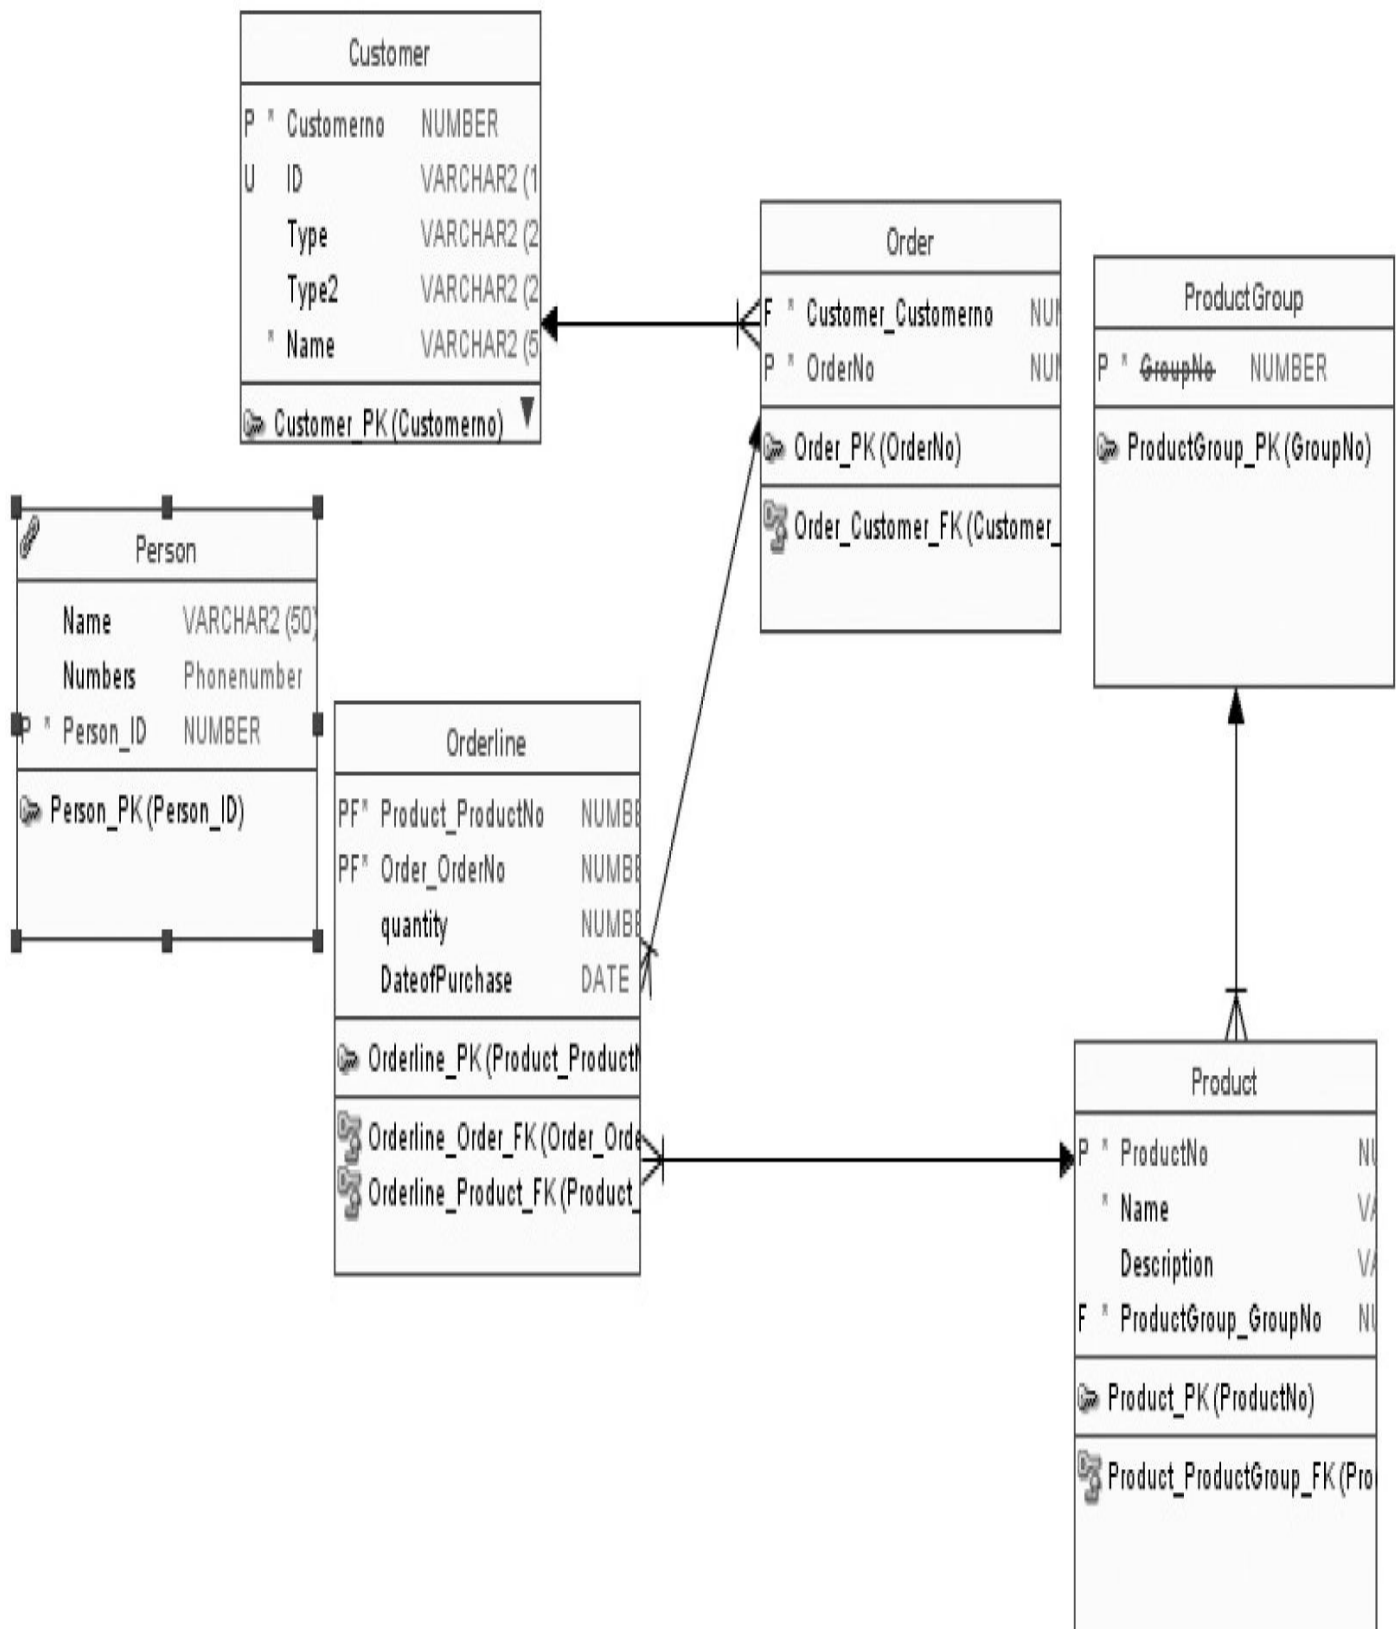 Customer
P * Customerno NUMBER
U ID VARCHAR2 (1
Type VARCHAR2 (2
Type2 VARCHAR2 (2
* Name VARCHAR2 (5
Customer_PK (Customerno)
Order
F * Customer_Customerno NUM
P * OrderNo NUM
Order_PK (OrderNo)
Order_Customer_FK (Customer_
ProductGroup
P * GroupNo NUMBER
ProductGroup_PK (GroupNo)
Person
Name VARCHAR2 (50)
Numbers Phonenumber
P * Person_ID NUMBER
Person_PK (Person_ID)
Orderline
PF* Product_ProductNo NUMBE
PF* Order_OrderNo NUMBE
quantity NUMBE
DateofPurchase DATE
Orderline_PK (Product_ProductN
Orderline_Order_FK (Order_Orde
Orderline_Product_FK (Product_
Product
P * ProductNo NU
* Name VA
Description VA
F * ProductGroup_GroupNo NU
Product_PK (ProductNo)
Product_ProductGroup_FK (Pro